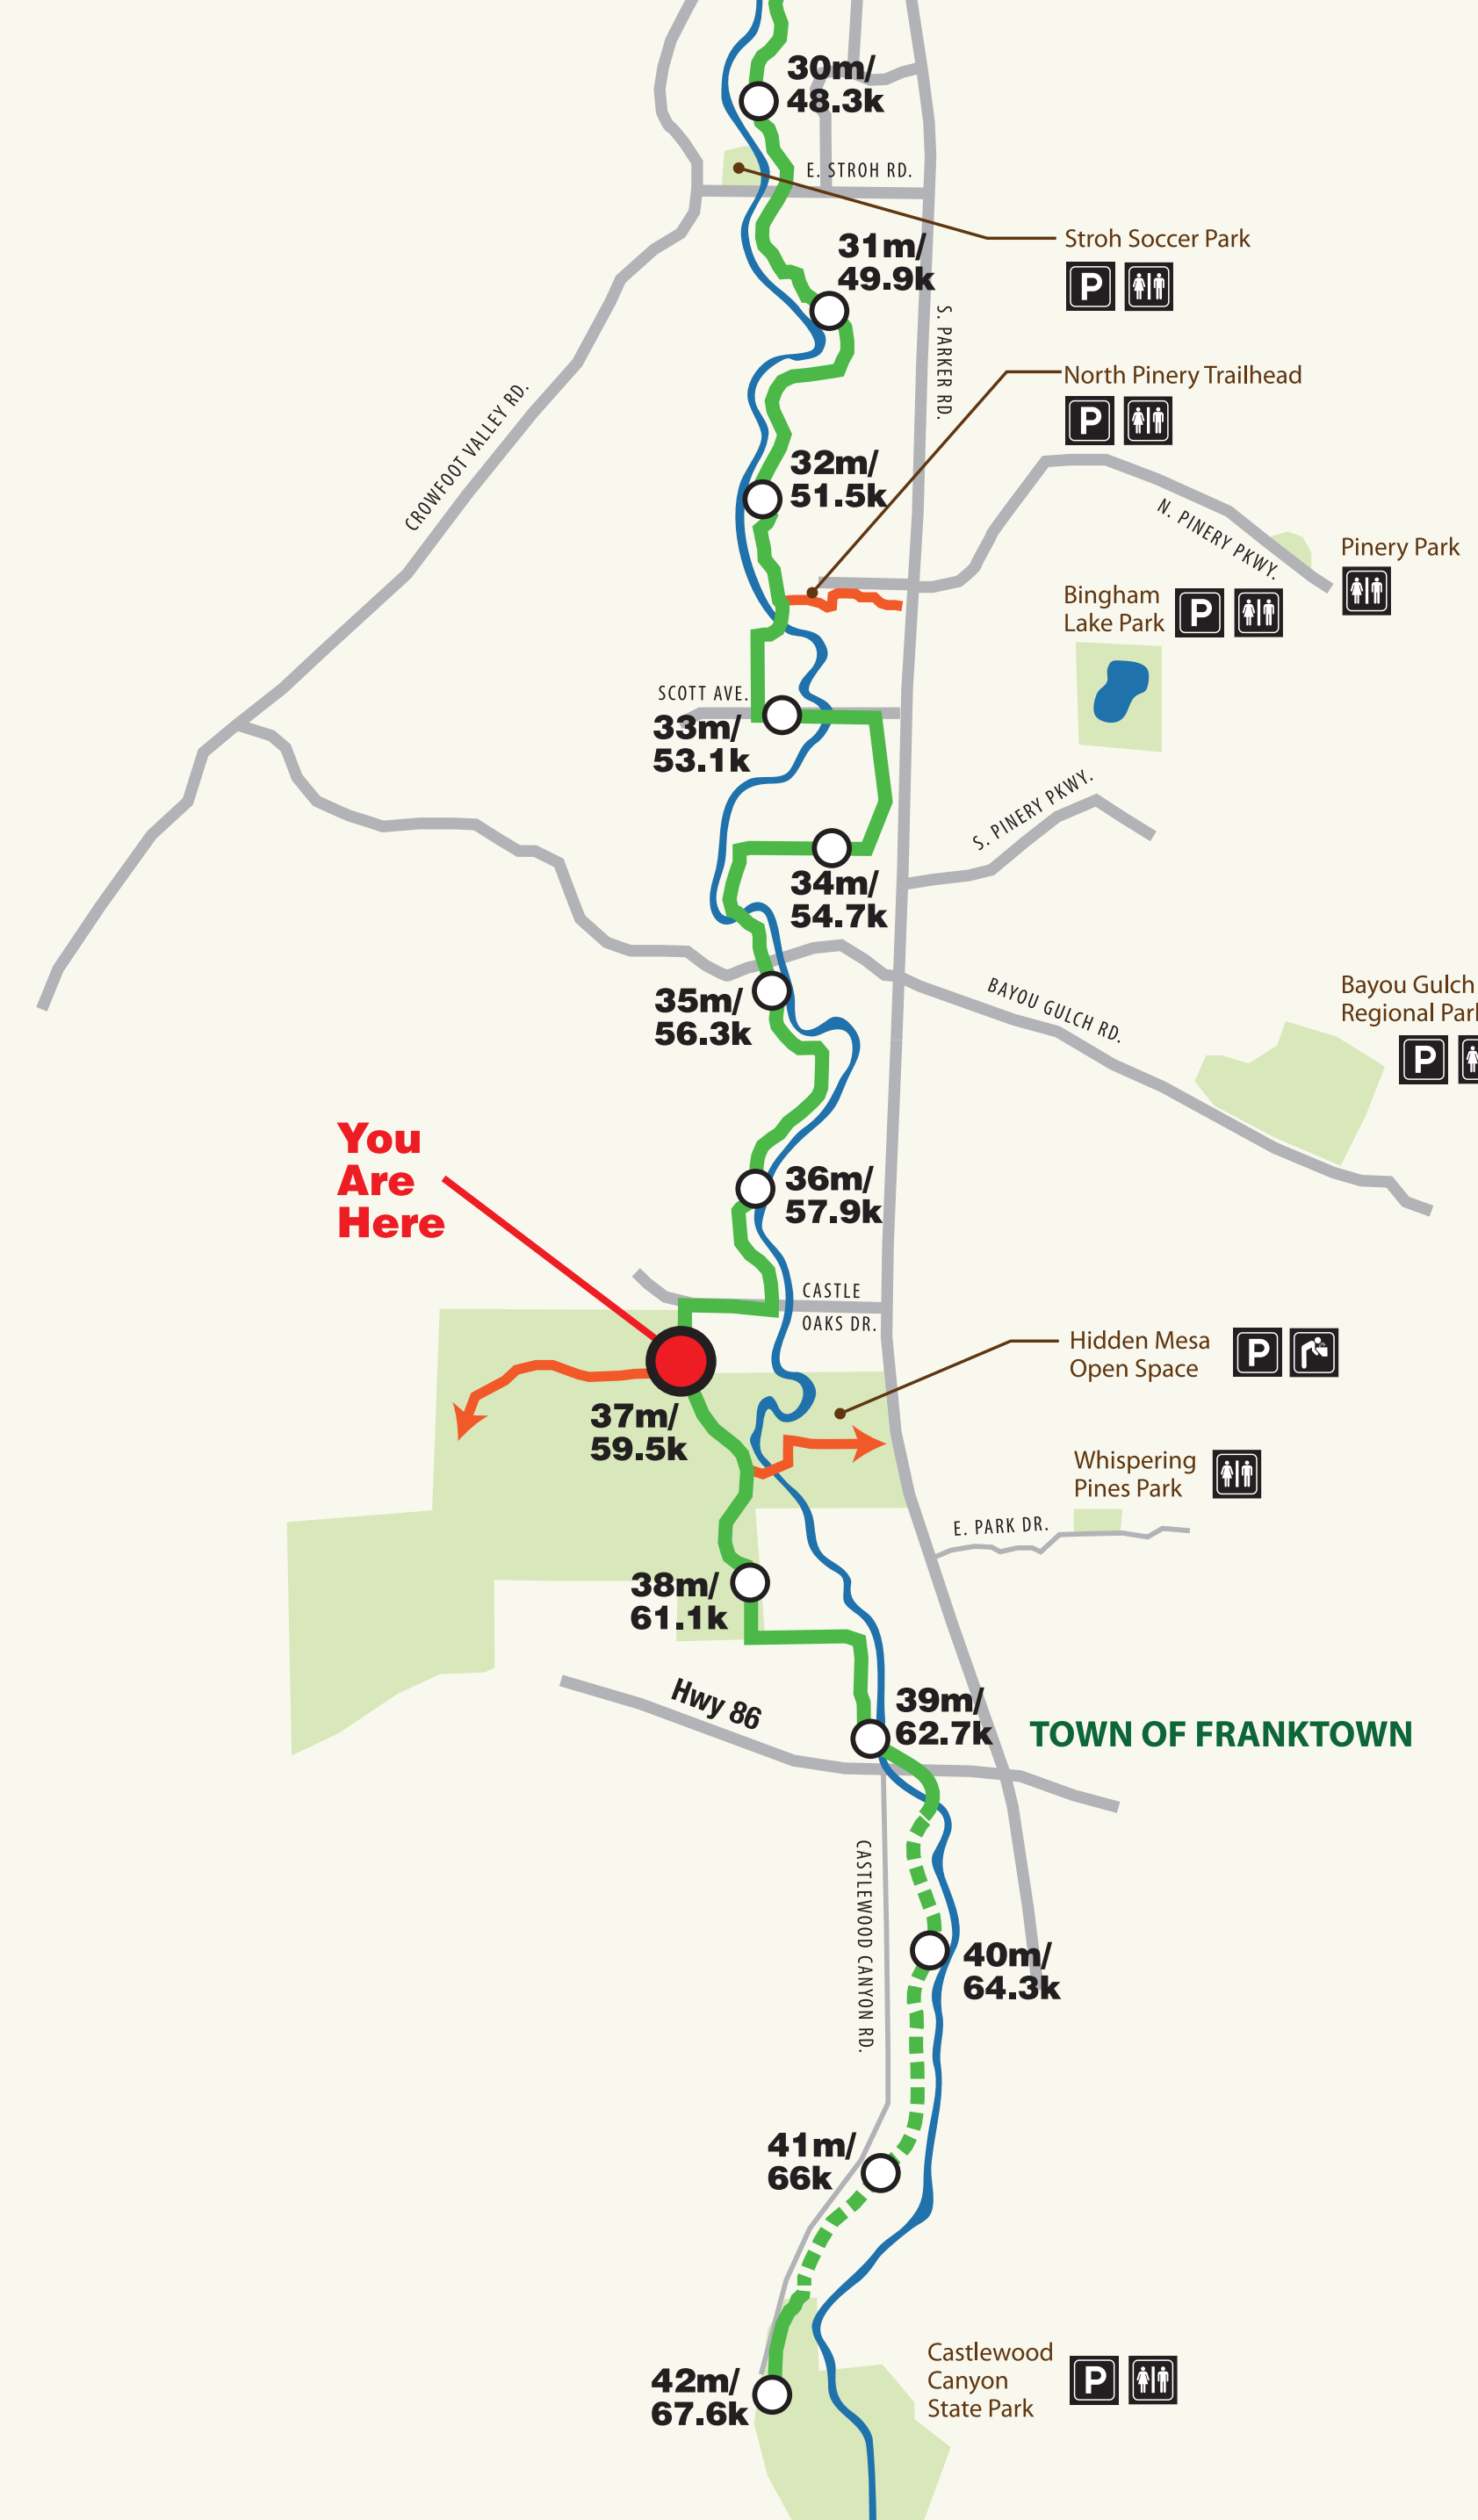 30m/
48.3k
E. STROH RD.
Stroh Soccer Park
P
31m/
49.9k
S. PARKER RD.
North Pinery Trailhead
P
CROWFOOT VALLEY RD.
32m/
51.5k
N. PINERY PKWY.
Pinery Park
Bingham
Lake Park
P
SCOTT AVE.
33m/
53.1k
S. PINERY PKWY.
34m/
54.7k
BAYOU GULCH RD.
Bayou Gulch
Regional Park
P
35m/
56.3k
You
Are
Here
36m/
57.9k
CASTLE
OAKS DR.
Hidden Mesa
Open Space
P
37m/
59.5k
Whispering
Pines Park
E. PARK DR.
38m/
61.1k
Hwy 86
39m/
62.7k
TOWN OF FRANKTOWN
CASTLEWOOD CANYON RD.
40m/
64.3k
41m/
66k
42m/
67.6k
Castlewood
Canyon
State Park
P